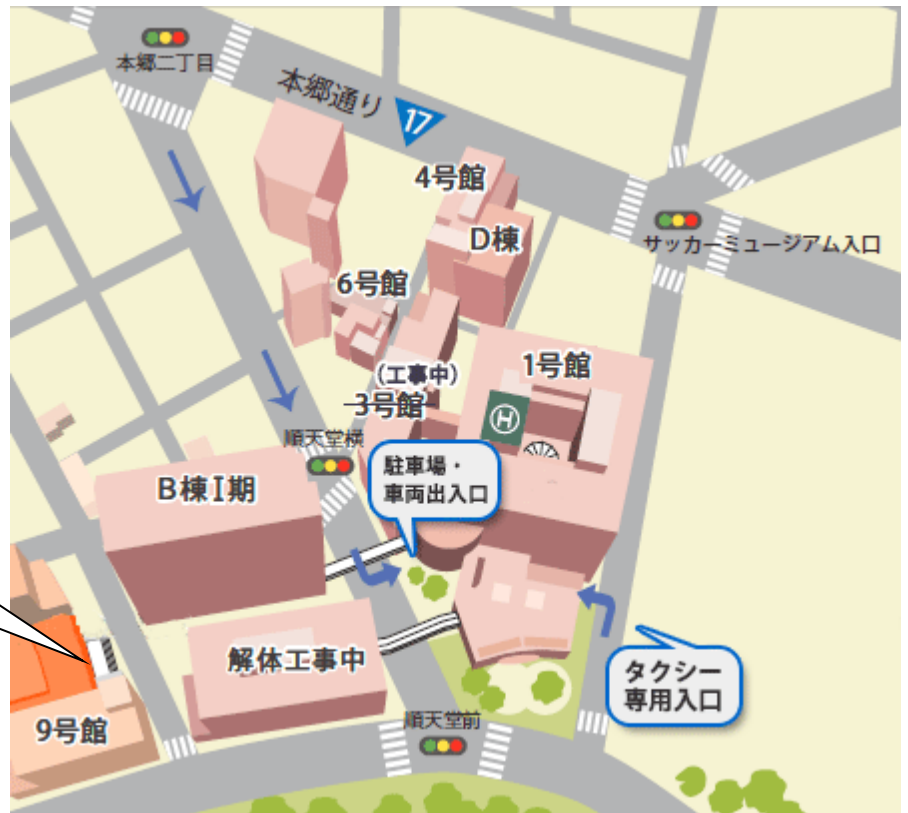 本郷二丁目
本郷通り
17
4号館
D棟
サッカーミュージアム入口
6号館
1号館
(工事中)
3号館
H
順天堂横
駐車場・
車両出入口
B棟Ⅰ期
解体工事中
タクシー
専用入口
9号館
順天堂前